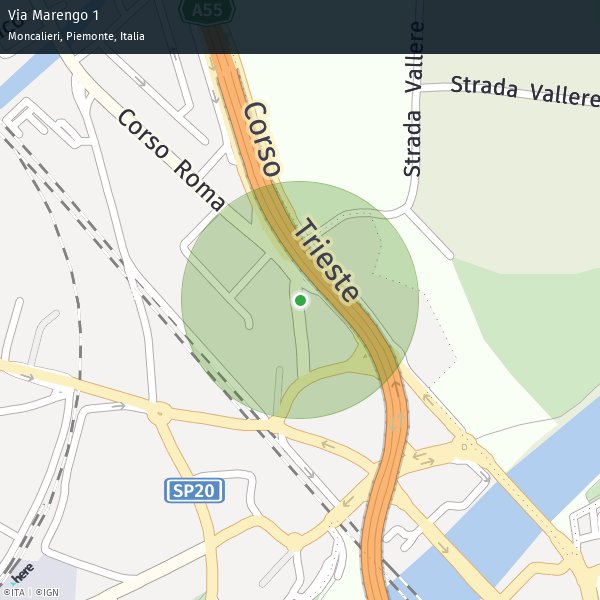 Via Marengo 1
Moncalieri, Piemonte, Italia
A55
Strada Vallere
Strada Vallere
Corso Trieste
Corso Roma
SP20
here
©ITA | ©IGN